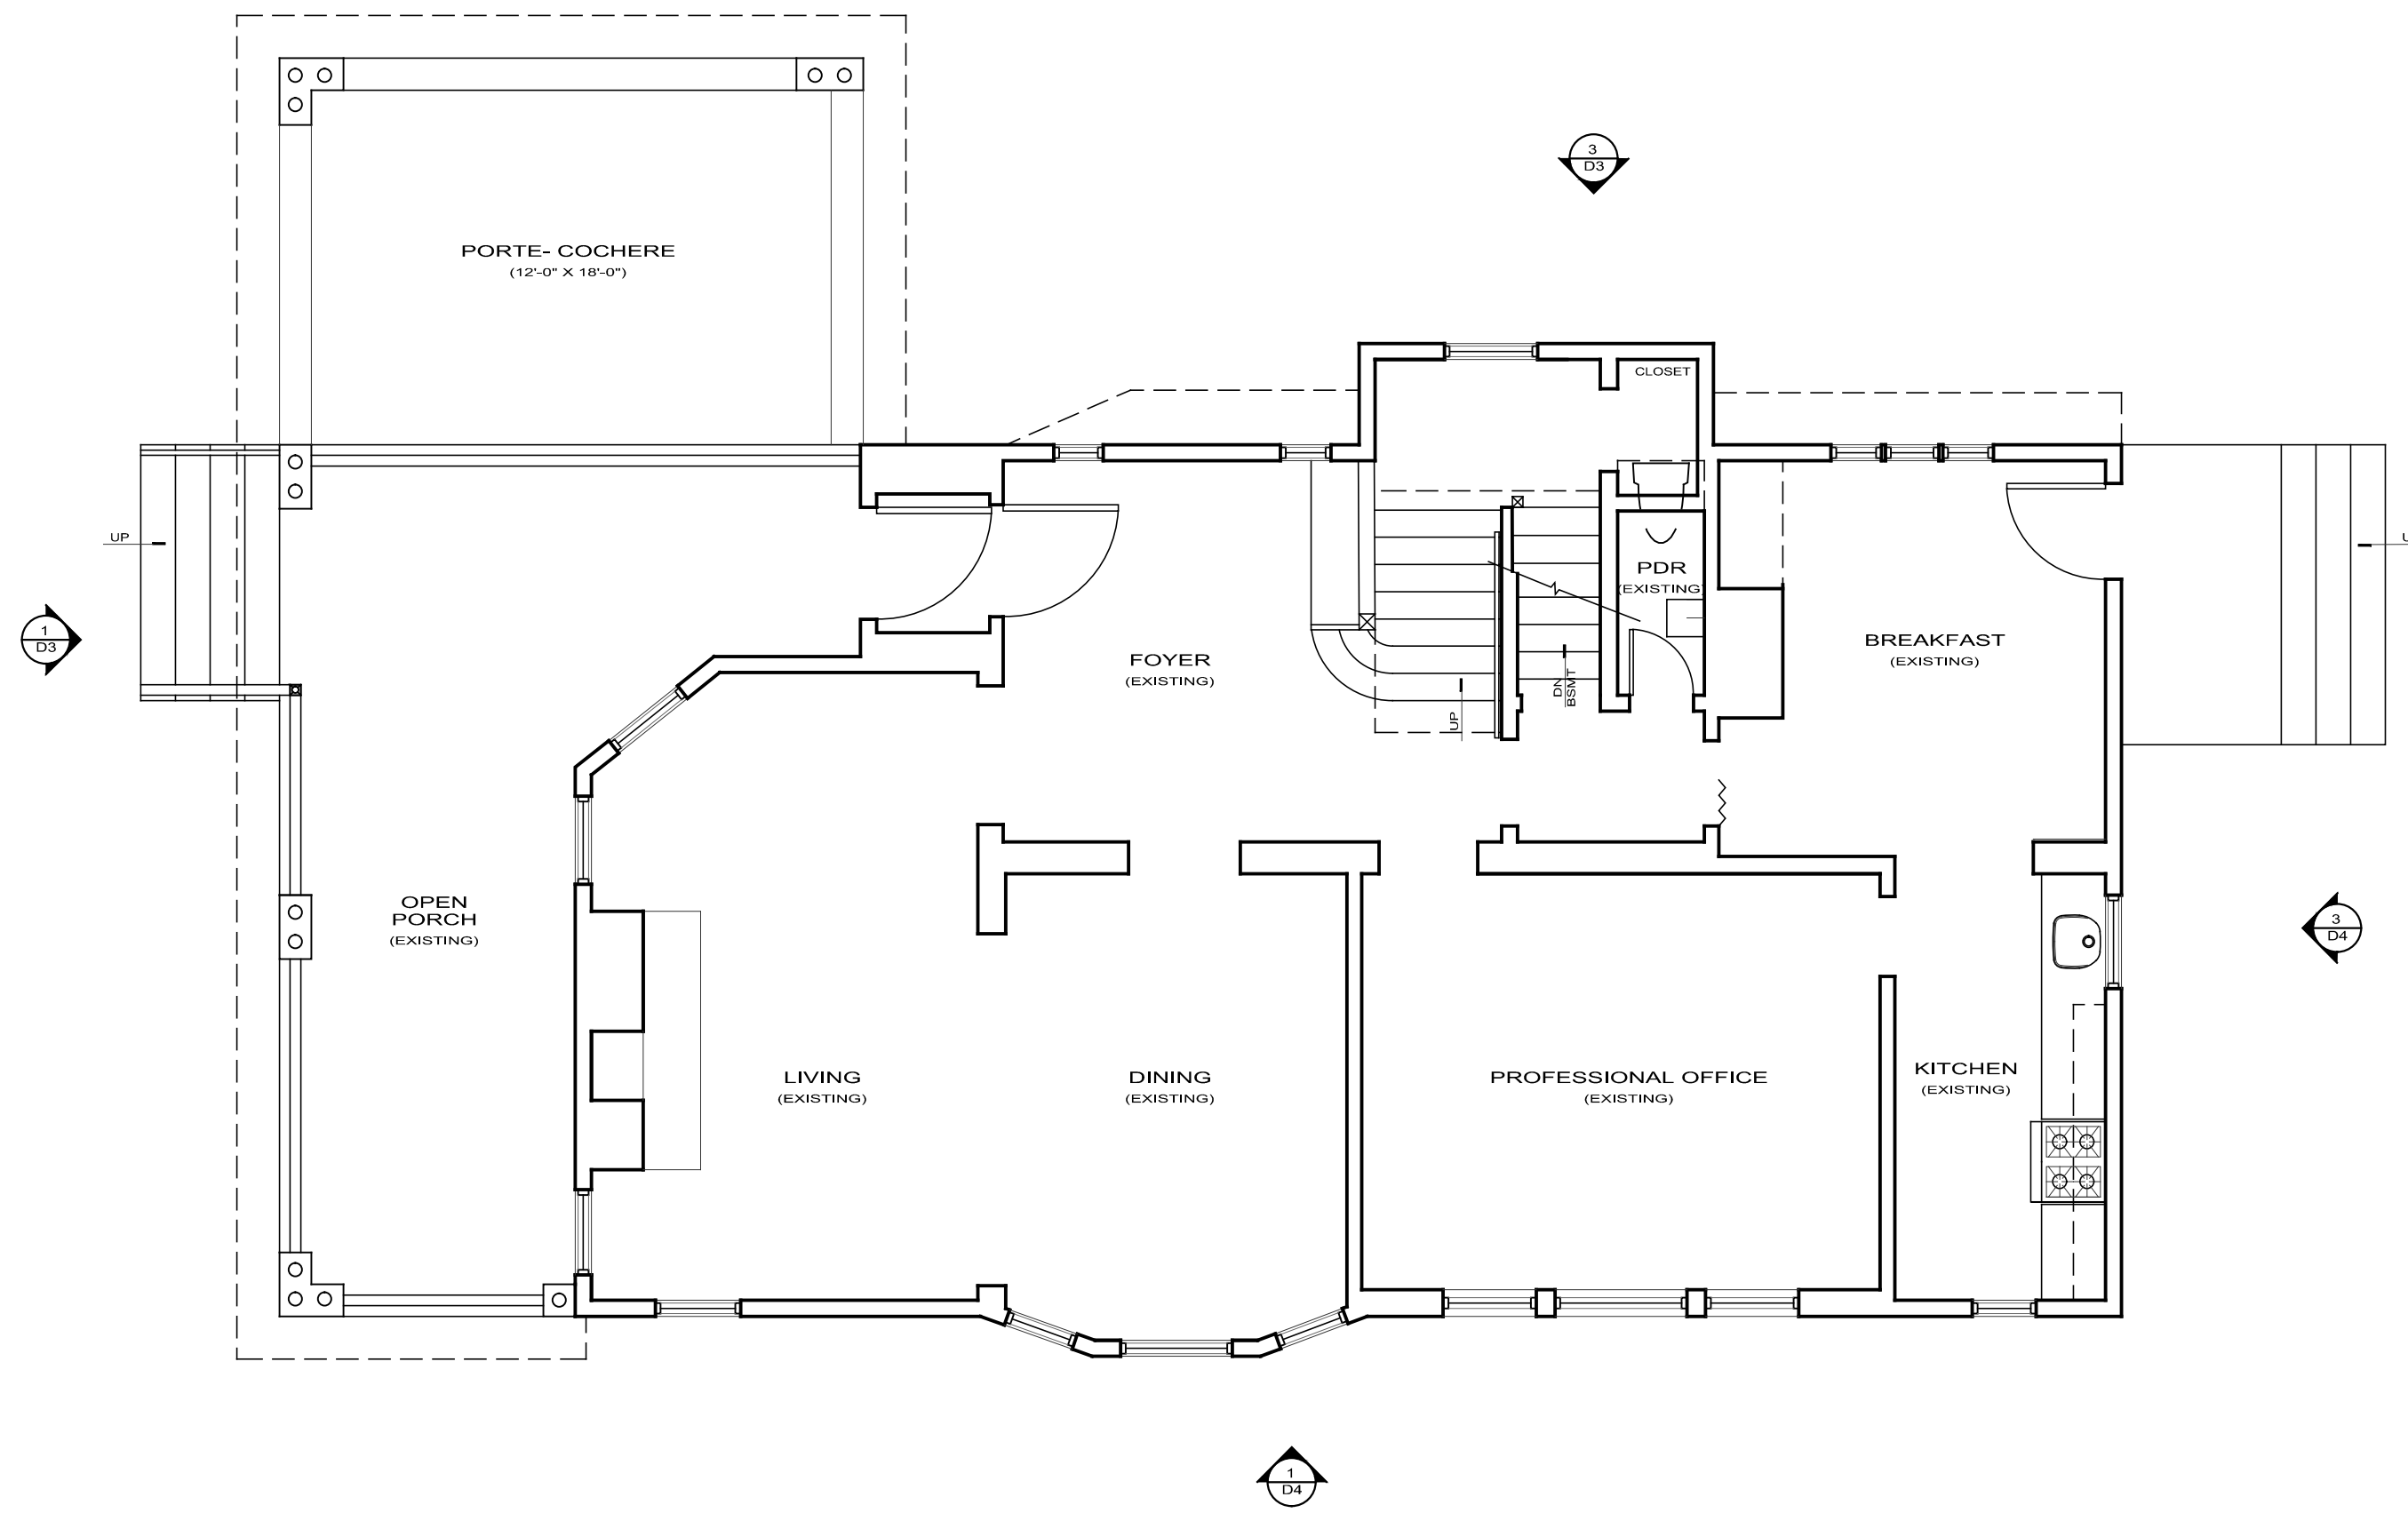 3
D3
PORTE- COCHERE
(12'-0" X 18'-0")
CLOSET
UP
PDR
(EXISTING)
1
D3
BREAKFAST
(EXISTING)
FOYER
(EXISTING)
DN
BSMT
UP
OPEN
PORCH
(EXISTING)
3
D4
LIVING
(EXISTING)
DINING
(EXISTING)
PROFESSIONAL OFFICE
(EXISTING)
KITCHEN
(EXISTING)
1
D4